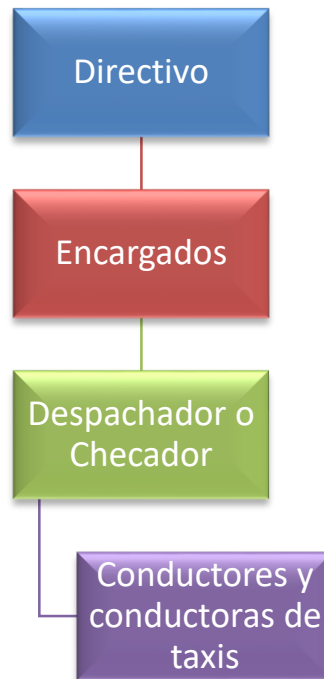 Directivo
Encargados
Despachador o
Checador
Conductores y
conductoras de
taxis